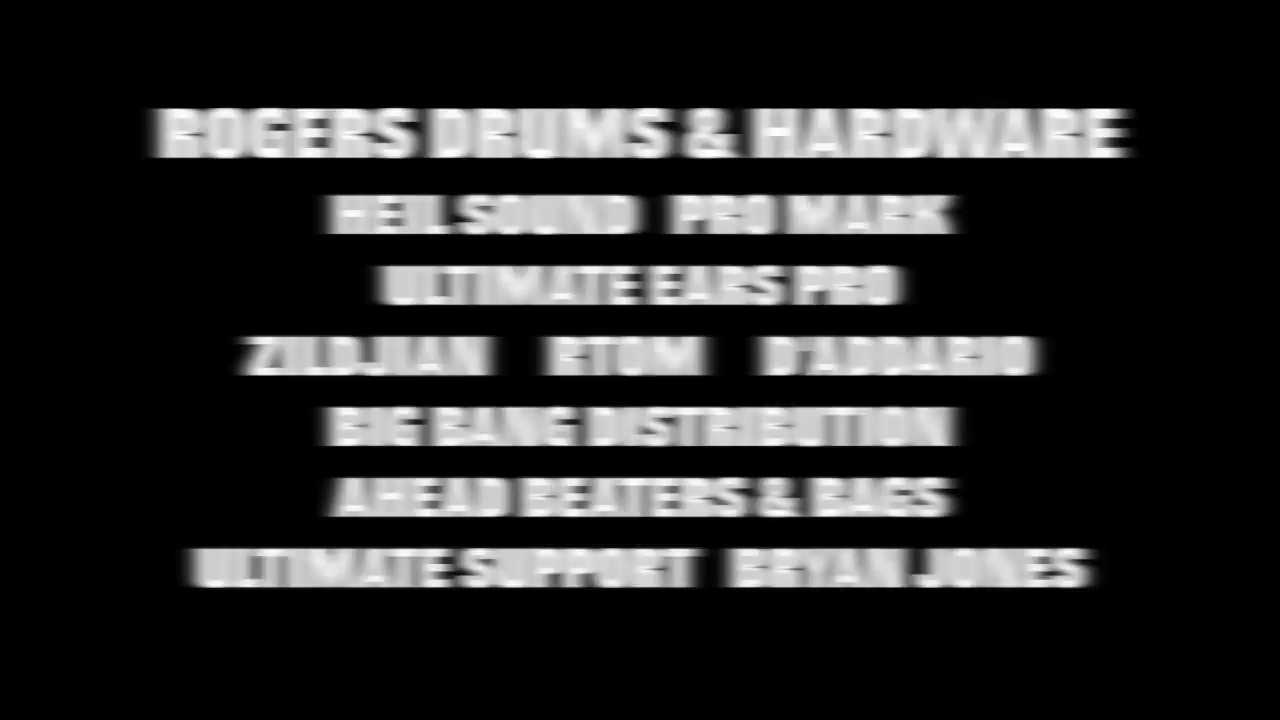 ROGERS DRUMS & HARDWARE
HEIL SOUND PRO MARK
ULTIMATE EARS PRO
ZILDJIAN RTOM D'ADDARIO
BIG BANG DISTRIBUTION
AHEAD BEATERS & BAGS
ULTIMATE SUPPORT BRYAN JONES